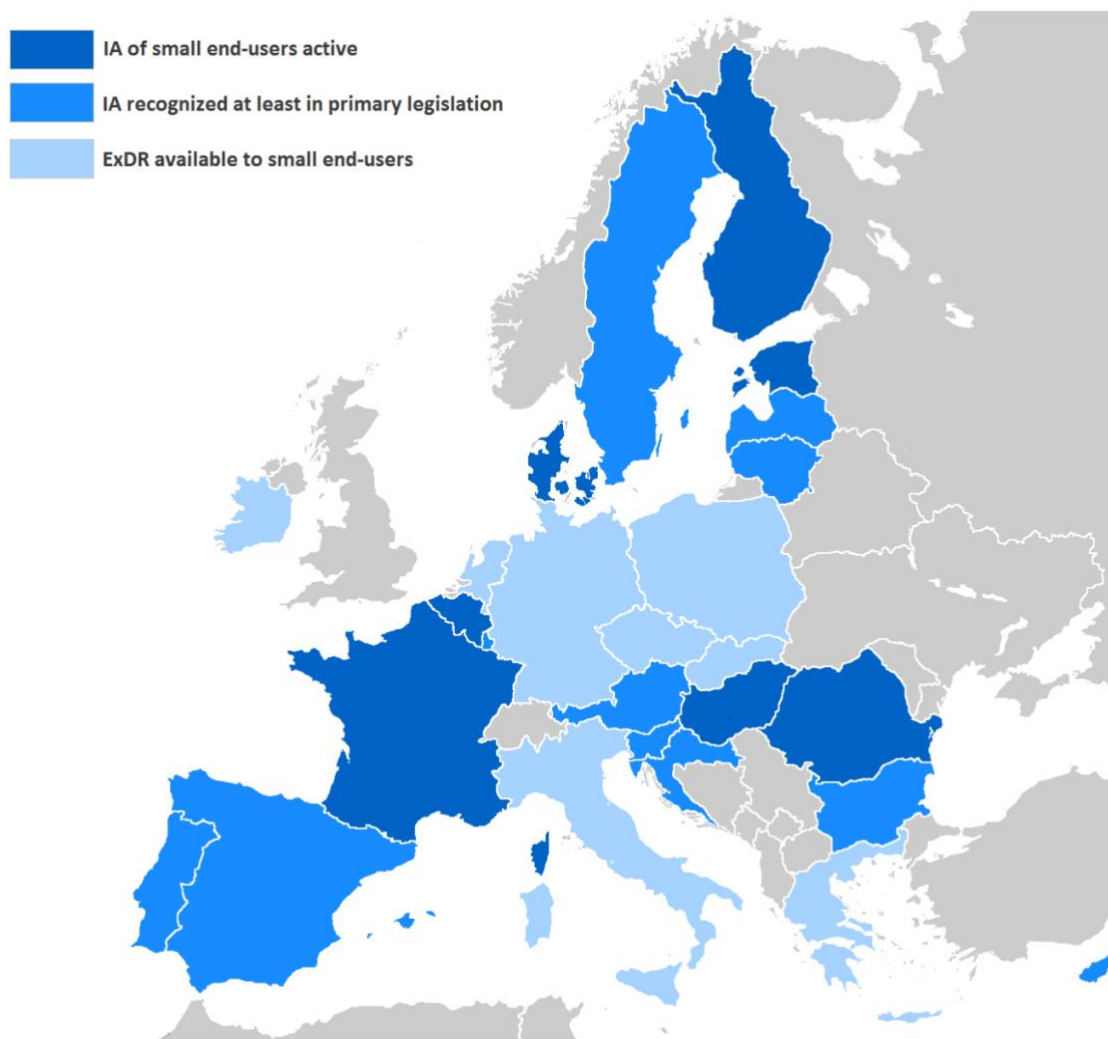 IA of small end-users active
IA recognized at least in primary legislation
ExDR available to small end-users